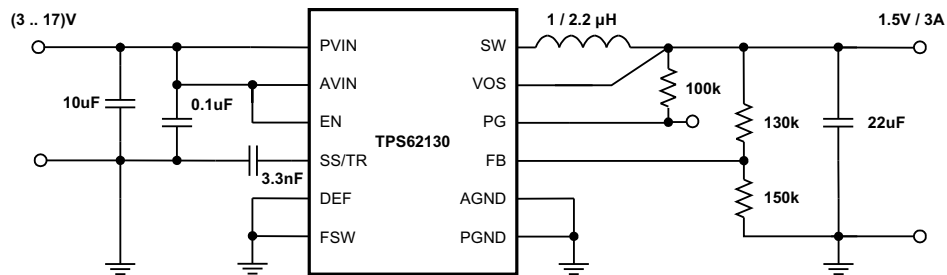 (3 .. 17)V
1 / 2.2 µH
1.5V / 3A
PVIN
SW
AVIN
VOS
100k
10uF
0.1uF
EN
PG
130k
22uF
TPS62130
SS/TR
FB
3.3nF
DEF
AGND
150k
FSW
PGND